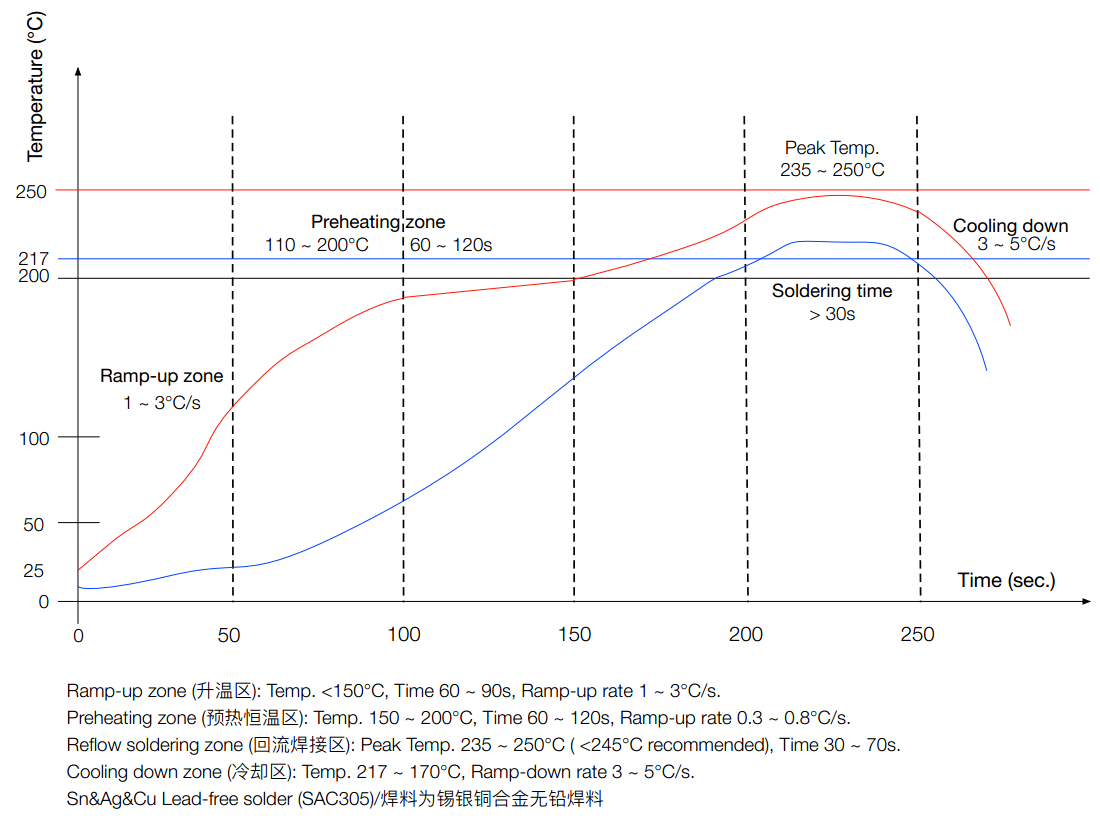 Temperature (°C)
Peak Temp.
235 ~ 250°C
250
Preheating zone
110 ~ 200°C 60 ~ 120s
Cooling down
3 ~ 5°C/s
217
200
Soldering time
> 30s
Ramp-up zone
1 ~ 3°C/s
100
50
25
Time (sec.)
0
0 50 100 150 200 250
Ramp-up zone (升温区): Temp. <150°C, Time 60 ~ 90s, Ramp-up rate 1 ~ 3°C/s.
Preheating zone (预热恒温区): Temp. 150 ~ 200°C, Time 60 ~ 120s, Ramp-up rate 0.3 ~ 0.8°C/s.
Reflow soldering zone (回流焊接区): Peak Temp. 235 ~ 250°C ( <245°C recommended), Time 30 ~ 70s.
Cooling down zone (冷却区): Temp. 217 ~ 170°C, Ramp-down rate 3 ~ 5°C/s.
Sn&Ag&Cu Lead-free solder (SAC305)/焊料为锡银铜合金无铅焊料